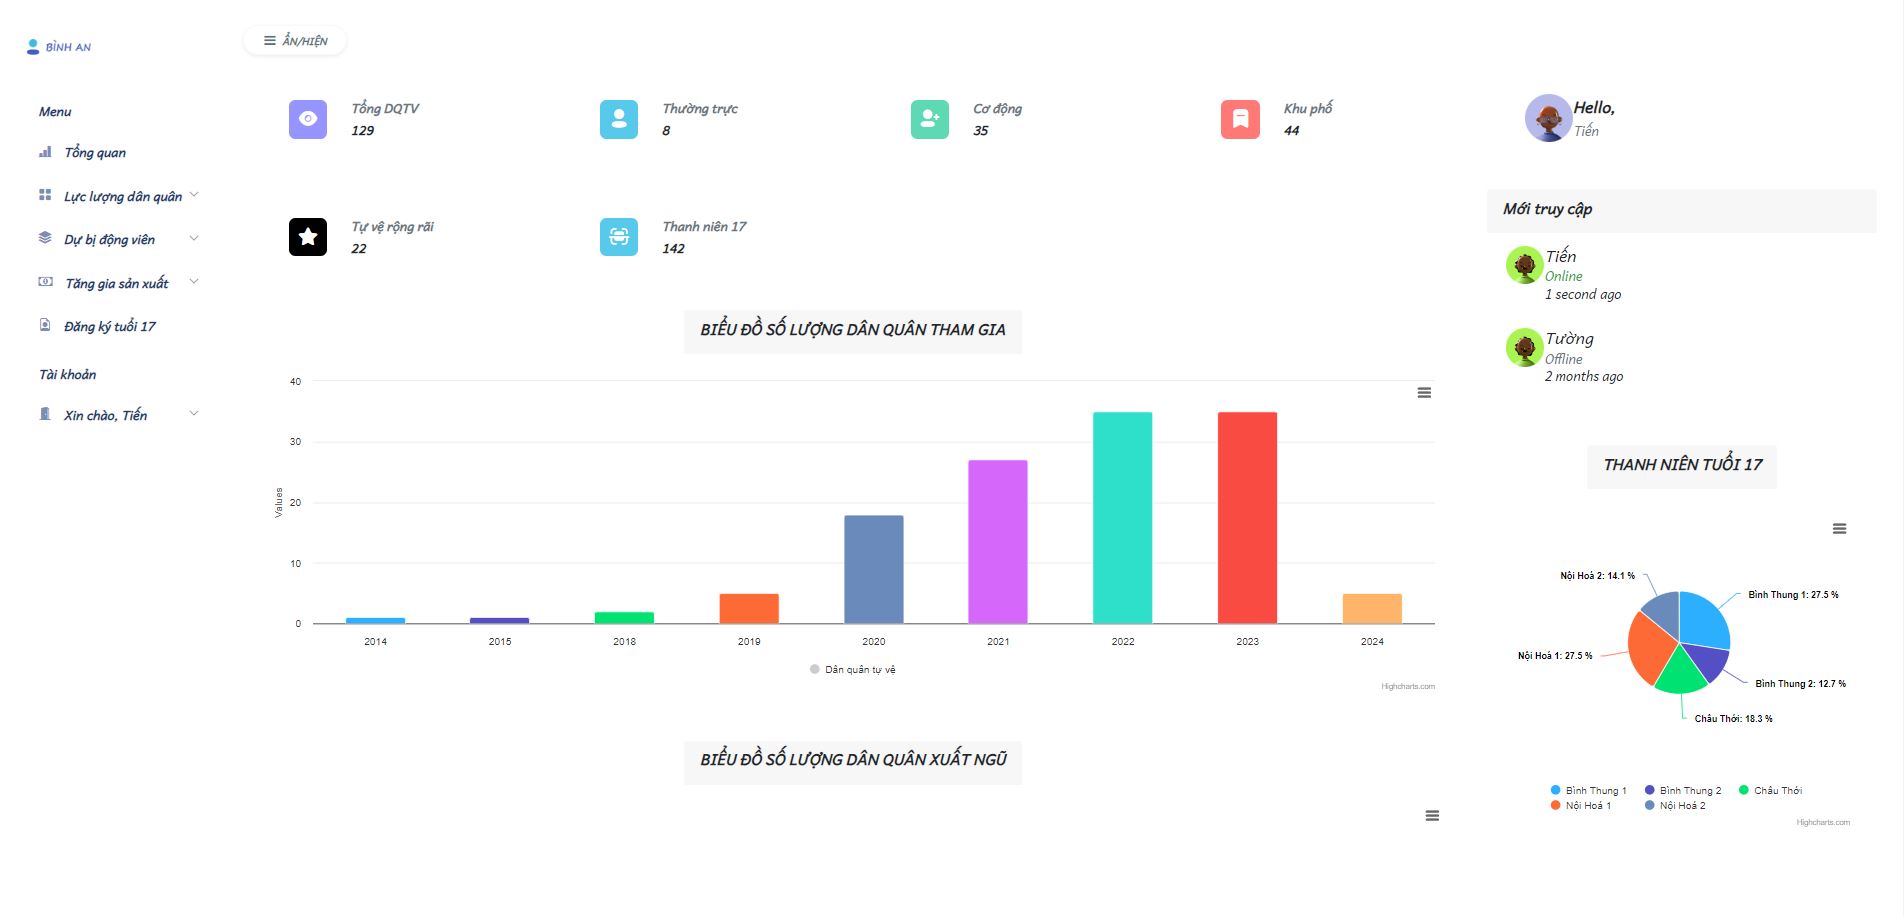 BÌNH AN
ẨN/HIỆN
Menu
Tổng quan
Lực lượng dân quân
Dự bị động viên
Tăng gia sản xuất
Đăng ký tuổi 17
Tài khoản
Xin chào, Tiến
Tổng DQTV
129
Thường trực
8
Cơ động
35
Khu phố
44
Tự vệ rộng rãi
22
Thanh niên 17
142
BIỂU ĐỒ SỐ LƯỢNG DÂN QUÂN THAM GIA
40
30
20
10
0
Values
2014
2015
2018
2019
2020
2021
2022
2023
2024
Dân quân tự vệ
Highcharts.com
BIỂU ĐỒ SỐ LƯỢNG DÂN QUÂN XUẤT NGŨ
Hello,
Tiến
Mới truy cập
Tiến
Online
1 second ago
Tường
Offline
2 months ago
THANH NIÊN TUỔI 17
Nội Hoá 2: 14.1 %
Bình Thung 1: 27.5 %
Nội Hoá 1: 27.5 %
Bình Thung 2: 12.7 %
Châu Thới: 18.3 %
Bình Thung 1
Bình Thung 2
Châu Thới
Nội Hoá 1
Nội Hoá 2
Highcharts.com